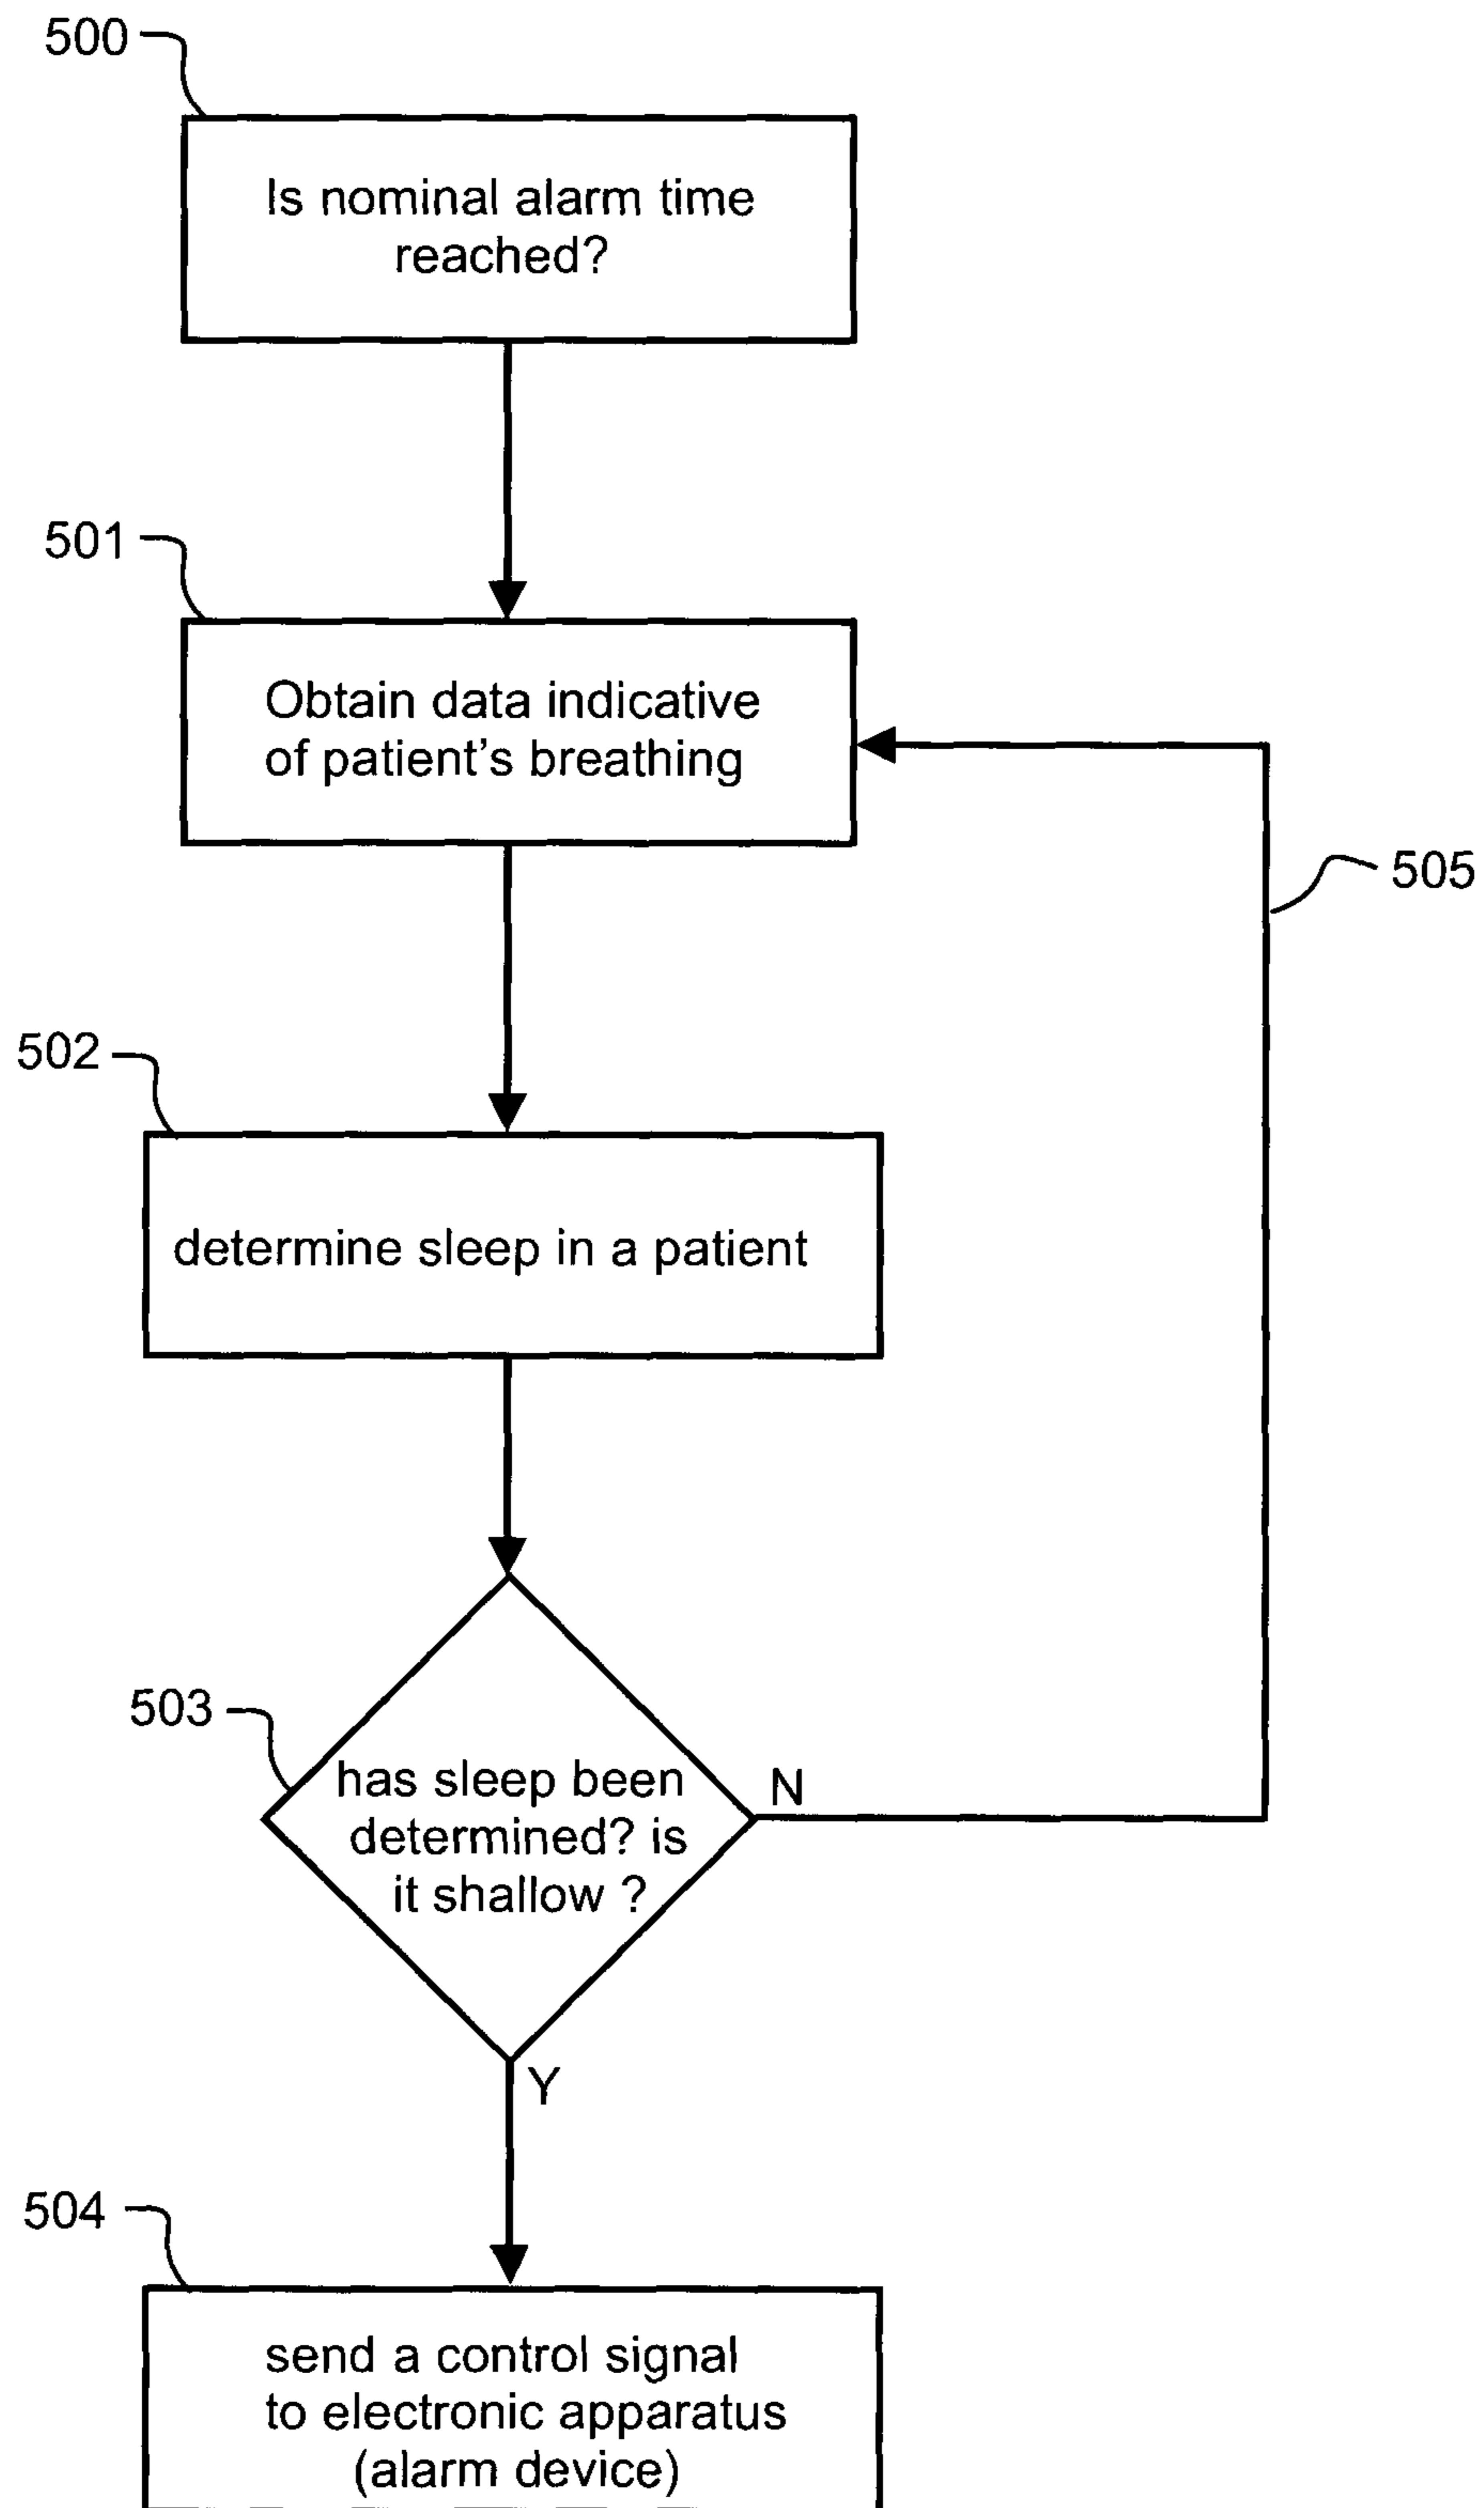 500
Is nominal alarm time
reached?
501
Obtain data indicative
of patient's breathing
505
502
determine sleep in a patient
503
has sleep been
determined? is
it shallow ?
N
Y
504
send a control signal
to electronic apparatus
(alarm device)